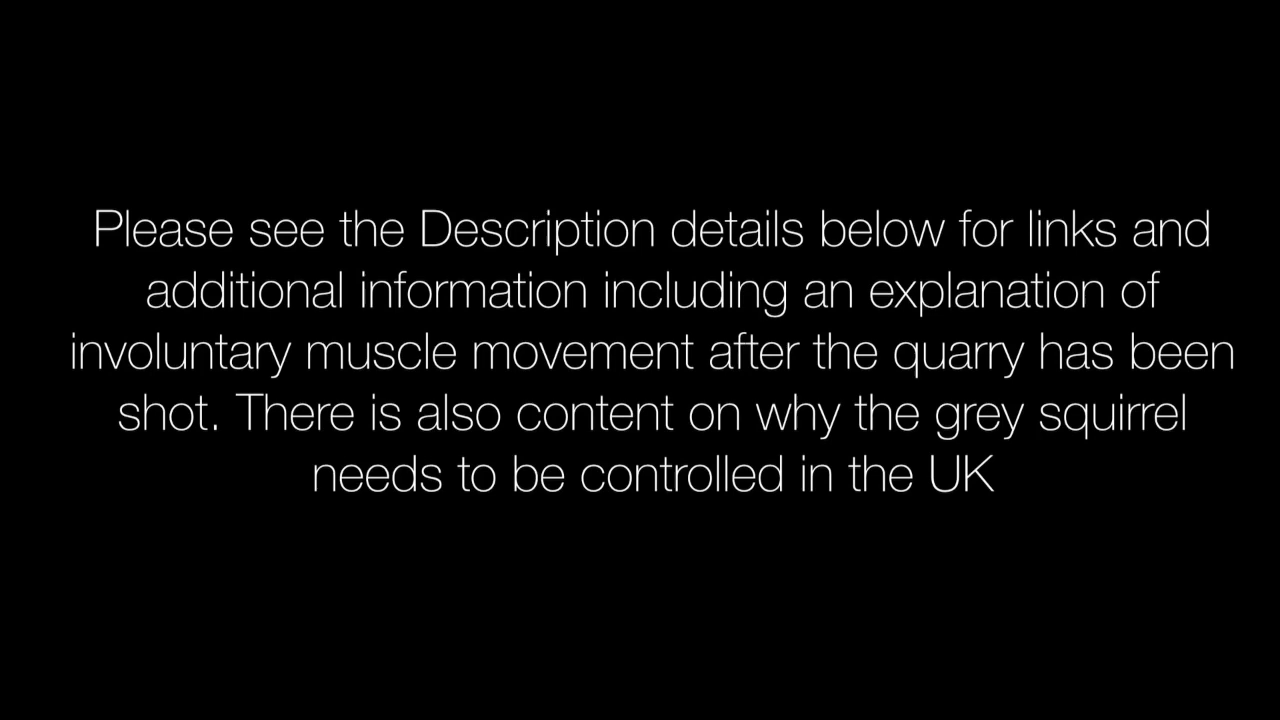 Please see the Description details below for links and
additional information including an explanation of
involuntary muscle movement after the quarry has been
shot. There is also content on why the grey squirrel
needs to be controlled in the UK